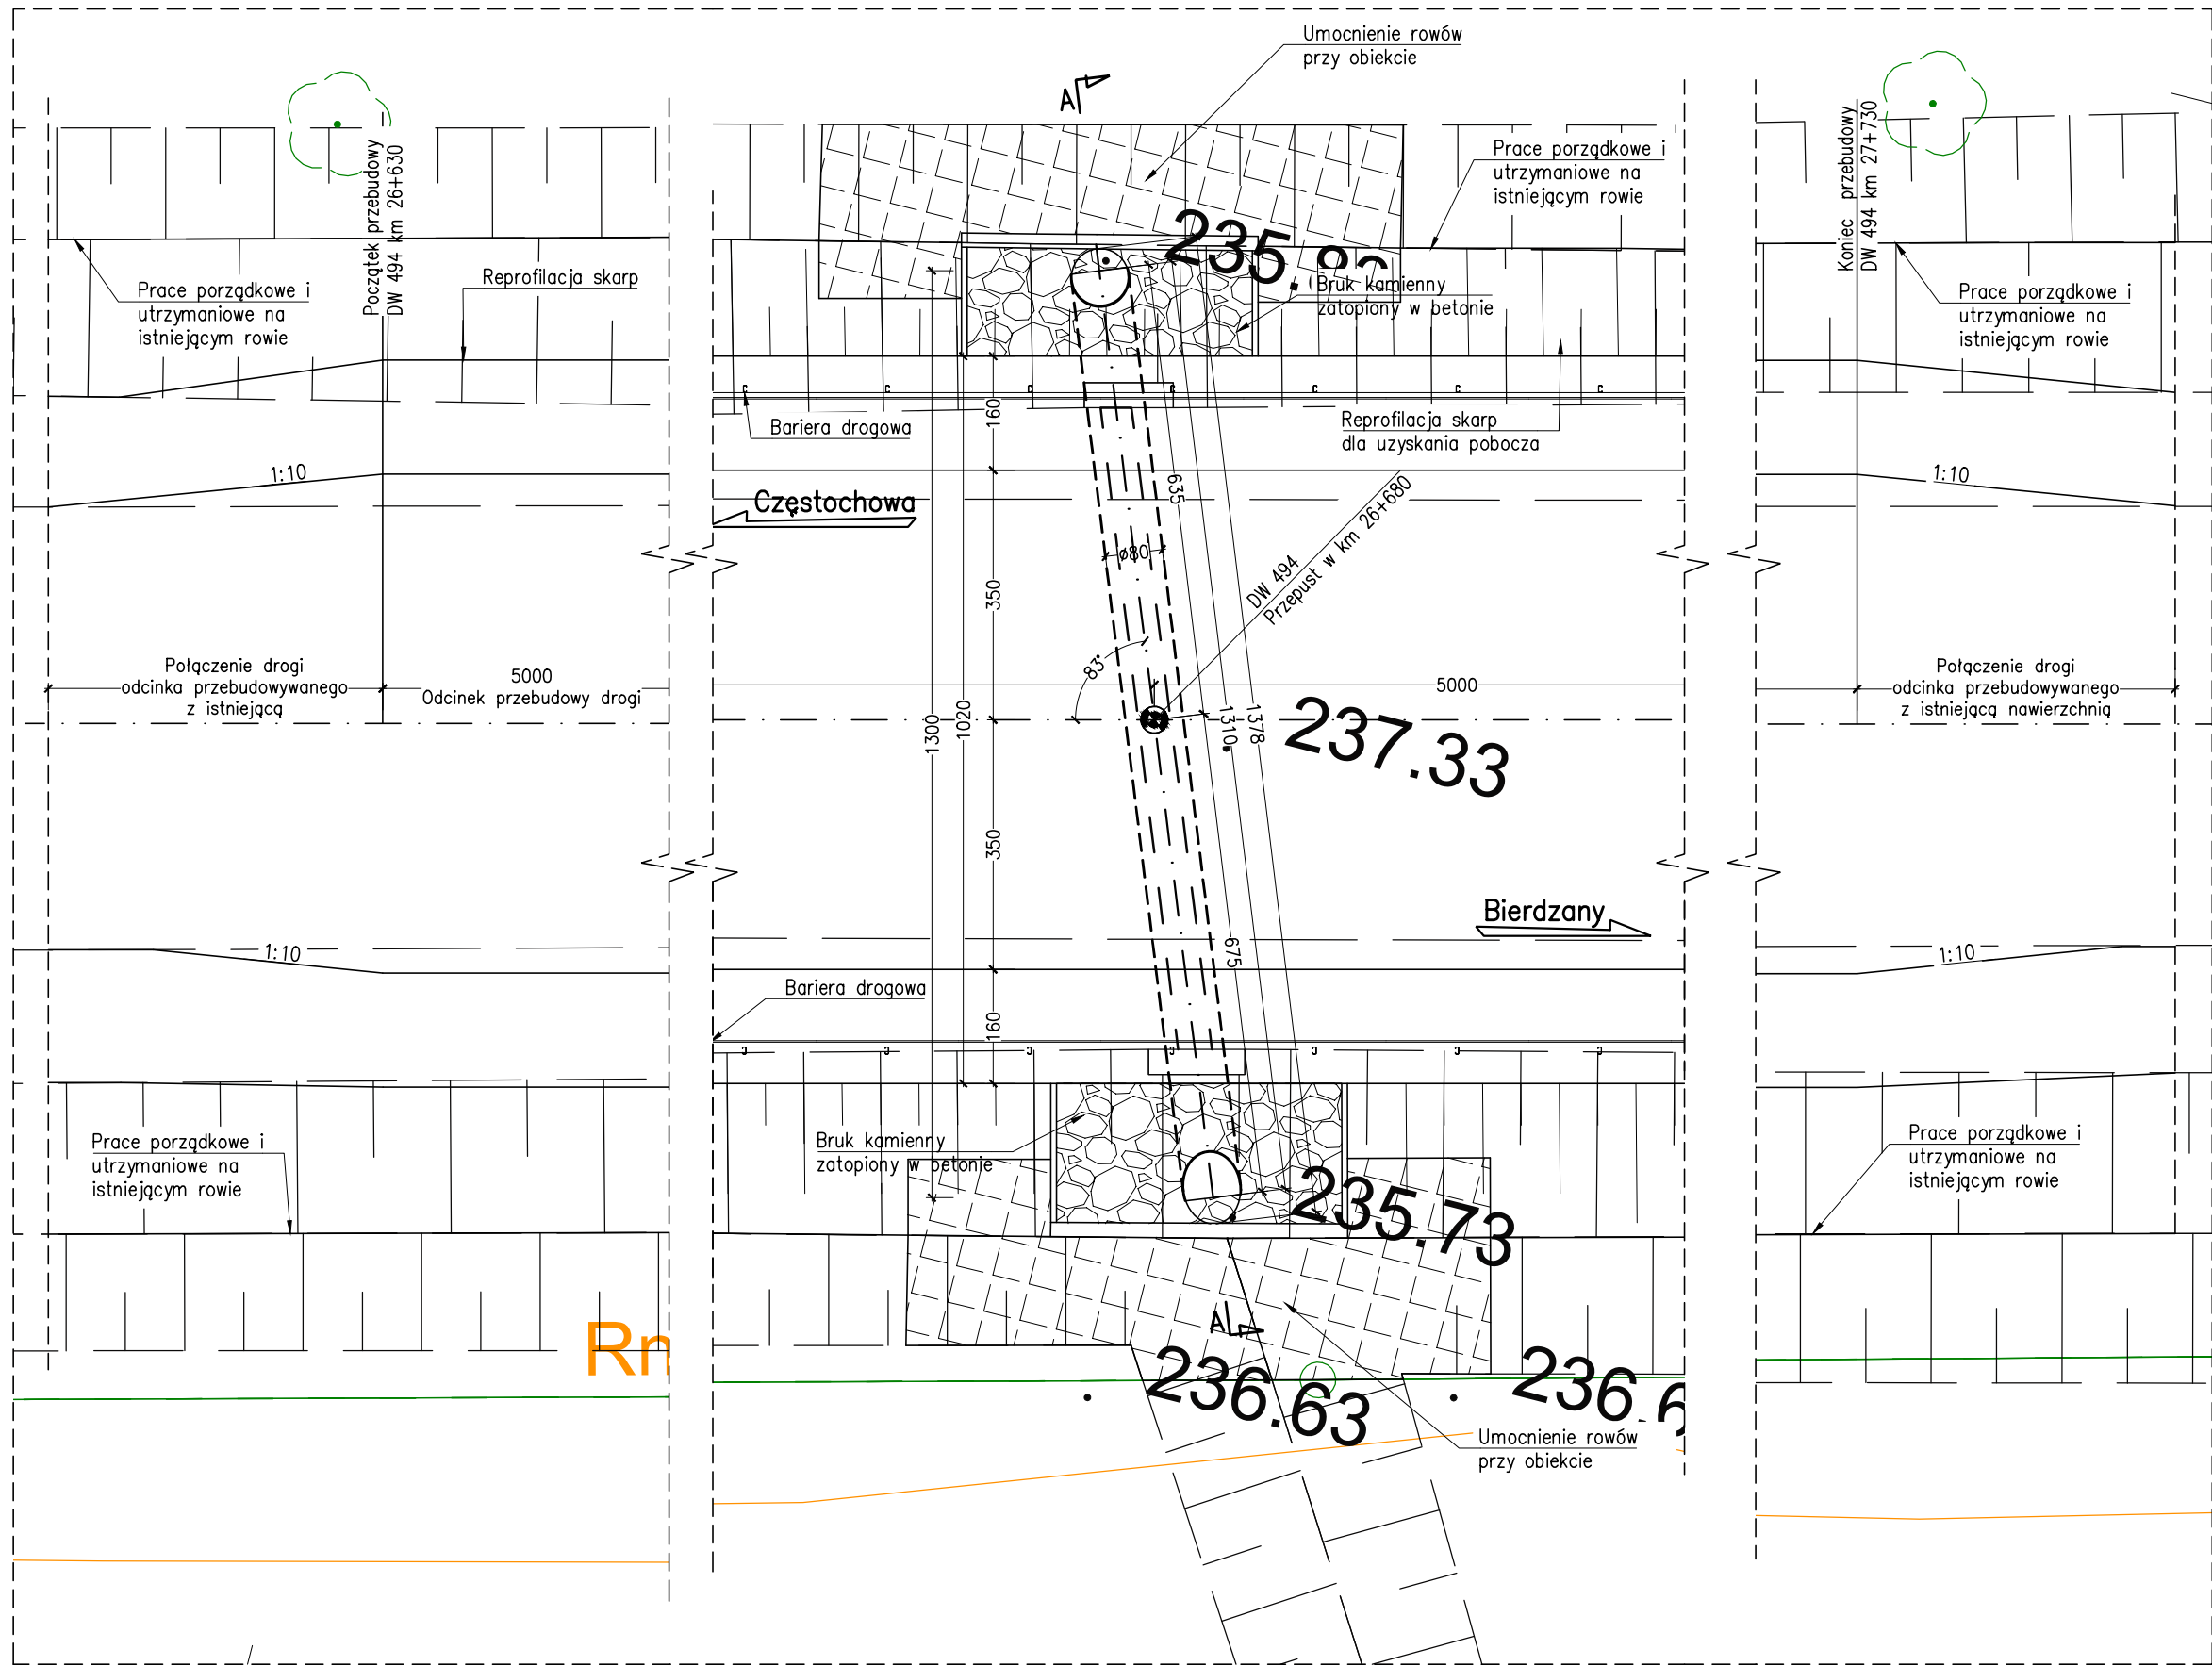 Umocnienie rowów
przy obiekcie
A
Początek przebudowy
DW 494 km 26+630
Koniec przebudowy
DW 494 km 27+730
Prace porządkowe i
utrzymaniowe na
istniejącym rowie
Reprofilacja skarp
Prace porządkowe i
utrzymaniowe na
istniejącym rowie
Bruk kamienny
zatopiony w betonie
Prace porządkowe i
utrzymaniowe na
istniejącym rowie
Bariera drogowa
160
Reprofilacja skarp
dla uzyskania pobocza
1:10
1:10
Częstochowa
635
ø80
350
DW 494
Przepust w km 26+680
83°
Połączenie drogi
odcinka przebudowywanego
z istniejącą
5000
Odcinek przebudowy drogi
1300
1020
1310
1378
5000
237.33
Połączenie drogi
odcinka przebudowywanego
z istniejącą nawierzchnią
350
Bierdzany
1:10
675
1:10
Bariera drogowa
160
Prace porządkowe i
utrzymaniowe na
istniejącym rowie
Bruk kamienny
zatopiony w betonie
Prace porządkowe i
utrzymaniowe na
istniejącym rowie
235.73
A
236.63
Umocnienie rowów
przy obiekcie